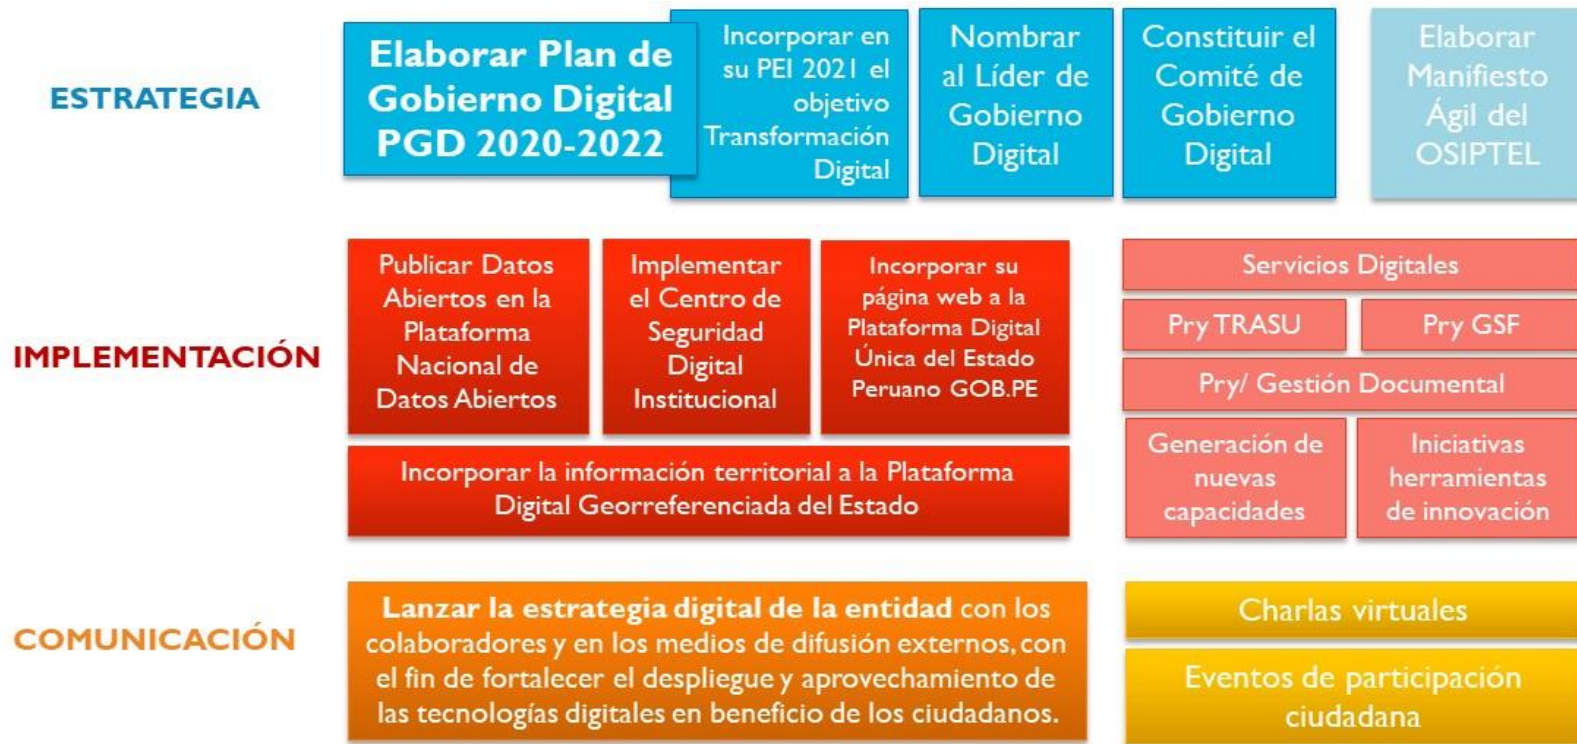 ESTRATEGIA
Elaborar Plan de
Gobierno Digital
PGD 2020-2022
Incorporar en
su PEI 2021 el
objetivo
Transformación
Digital
Nombrar
al Líder de
Gobierno
Digital
Constituir el
Comité de
Gobierno
Digital
Elaborar
Manifiesto
Ágil del
OSIPTEL
IMPLEMENTACIÓN
Publicar Datos
Abiertos en la
Plataforma
Nacional de
Datos Abiertos
Implementar
el Centro de
Seguridad
Digital
Institucional
Incorporar su
página web a la
Plataforma Digital
Única del Estado
Peruano GOB.PE
Incorporar la información territorial a la Plataforma
Digital Georreferenciada del Estado
Servicios Digitales
Pry TRASU
Pry GSF
Pry/ Gestión Documental
Generación de
nuevas
capacidades
Iniciativas
herramientas
de innovación
COMUNICACIÓN
Lanzar la estrategia digital de la entidad con los
colaboradores y en los medios de difusión externos, con
el fin de fortalecer el despliegue y aprovechamiento de
las tecnologías digitales en beneficio de los ciudadanos.
Charlas virtuales
Eventos de participación
ciudadana